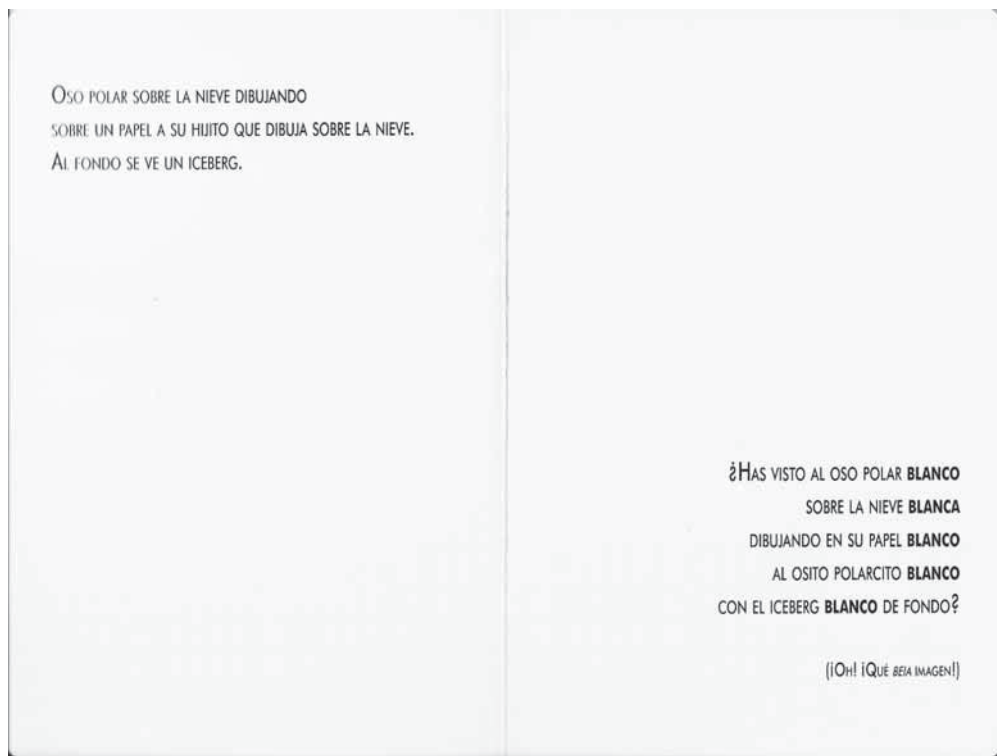 Oso polar sobre la nieve dibujando
sobre un papel a su hijito que dibuja sobre la nieve.
Al fondo se ve un iceberg.
¿Has visto al oso polar blanco
sobre la nieve blanca
dibujando en su papel blanco
al osito polarcito blanco
con el iceberg blanco de fondo?
(¡Oh! ¡Qué beia imagen!)